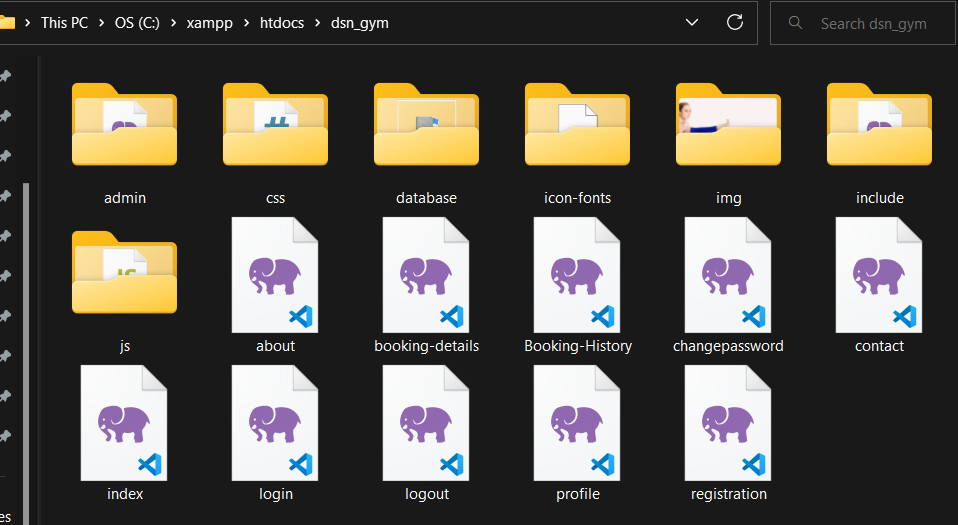 This PC > OS (C:) > xampp > htdocs > dsn_gym
Search dsn_gym
admin
css
database
icon-fonts
img
include
js
about
booking-details
Booking-History
changepassword
contact
index
login
logout
profile
registration
es